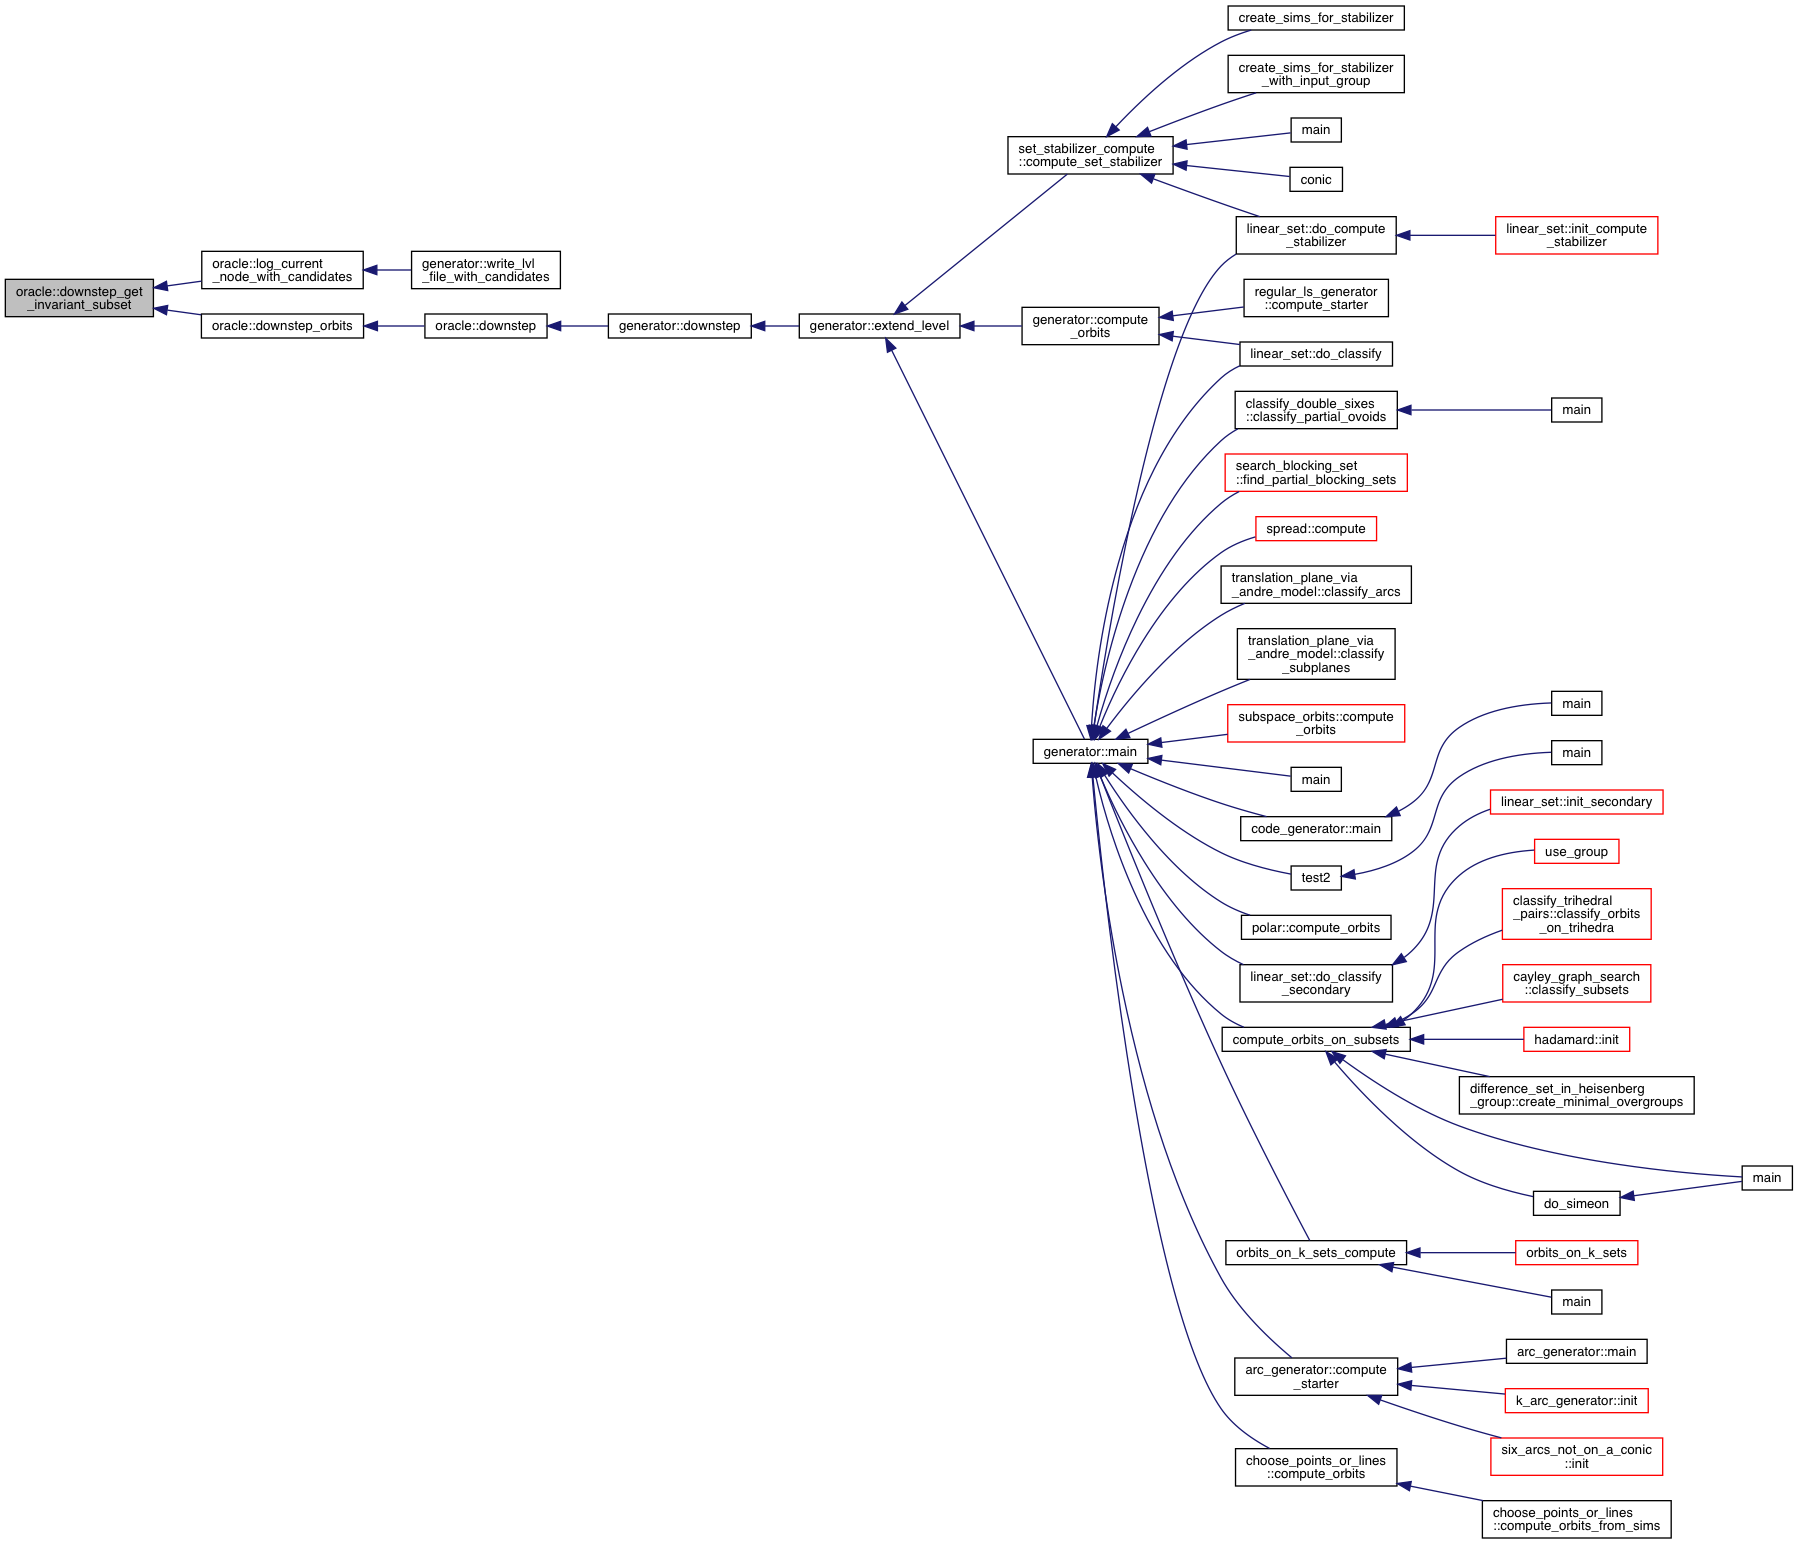 create_sims_for_stabilizer
create_sims_for_stabilizer
_with_input_group
main
set_stabilizer_compute
::compute_set_stabilizer
conic
linear_set::do_compute
_stabilizer
linear_set::init_compute
_stabilizer
oracle::log_current
_node_with_candidates
generator::write_lvl
_file_with_candidates
oracle::downstep_get
_invariant_subset
regular_ls_generator
::compute_starter
oracle::downstep_orbits
oracle::downstep
generator::downstep
generator::extend_level
generator::compute
_orbits
linear_set::do_classify
classify_double_sixes
::classify_partial_ovoids
main
search_blocking_set
::find_partial_blocking_sets
spread::compute
translation_plane_via
_andre_model::classify_arcs
translation_plane_via
_andre_model::classify
_subplanes
main
subspace_orbits::compute
_orbits
generator::main
main
main
linear_set::init_secondary
code_generator::main
use_group
test2
classify_trihedral
_pairs::classify_orbits
_on_trihedra
polar::compute_orbits
linear_set::do_classify
_secondary
cayley_graph_search
::classify_subsets
compute_orbits_on_subsets
hadamard::init
difference_set_in_heisenberg
_group::create_minimal_overgroups
main
do_simeon
orbits_on_k_sets_compute
orbits_on_k_sets
main
arc_generator::main
arc_generator::compute
_starter
k_arc_generator::init
six_arcs_not_on_a_conic
::init
choose_points_or_lines
::compute_orbits
choose_points_or_lines
::compute_orbits_from_sims